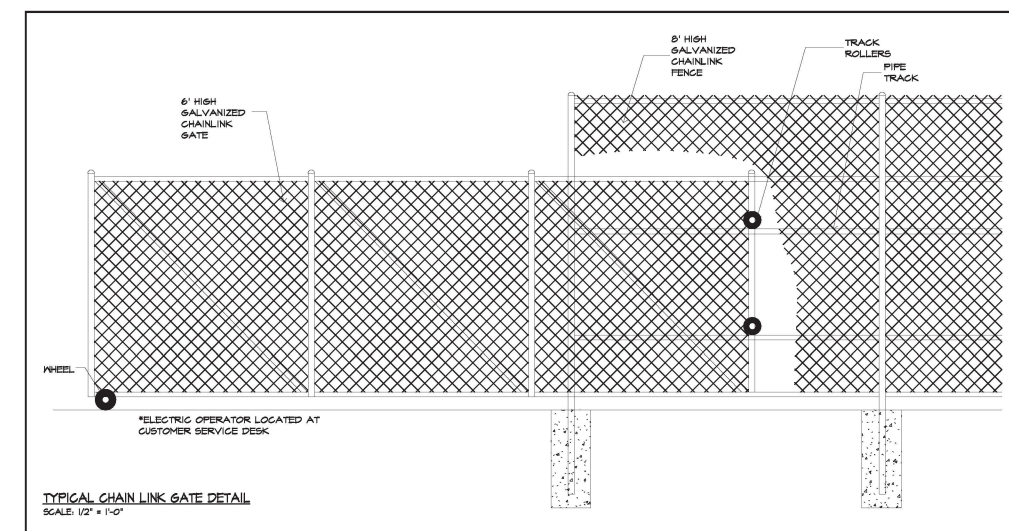 8' HIGH
GALVANIZED
CHAINLINK
FENCE
TRACK
ROLLERS
PIPE
TRACK
6' HIGH
GALVANIZED
CHAINLINK
GATE
WHEEL
*ELECTRIC OPERATOR LOCATED AT
CUSTOMER SERVICE DESK
TYPICAL CHAIN LINK GATE DETAIL
SCALE: 1/2" = 1'-0"